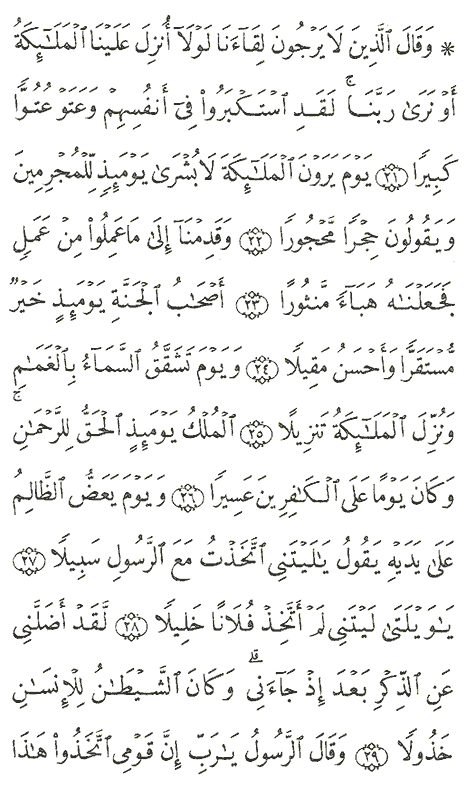 * وَقَالَ ٱلَّذِينَ لَا يَرْجُونَ لِقَآءَنَا لَوْلَآ أُنزِلَ عَلَيْنَا ٱلْمَلَـٰٓئِكَةُ
أَوْ نَرَىٰ رَبَّنَا ۗ لَقَدِ ٱسْتَكْبَرُوا۟ فِىٓ أَنفُسِهِمْ وَعَتَوْ عُتُوًّا
كَبِيرًا ٢١ يَوْمَ يَرَوْنَ ٱلْمَلَـٰٓئِكَةَ لَا بُشْرَىٰ يَوْمَئِذٍ لِّلْمُجْرِمِينَ
وَيَقُولُونَ حِجْرًا مَّحْجُورًا ٢٢ وَقَدِمْنَآ إِلَىٰ مَا عَمِلُوا۟ مِنْ عَمَلٍ
فَجَعَلْنَـٰهُ هَبَآءً مَّنثُورًا ٢٣ أَصْحَـٰبُ ٱلْجَنَّةِ يَوْمَئِذٍ خَيْرٌ
مُّسْتَقَرًّا وَأَحْسَنُ مَقِيلًا ٢٤ وَيَوْمَ تَشَقَّقُ ٱلسَّمَآءُ بِٱلْغَمَـٰمِ
وَنُزِّلَ ٱلْمَلَـٰٓئِكَةُ تَنزِيلًا ٢٥ ٱلْمُلْكُ يَوْمَئِذٍ ٱلْحَقُّ لِلرَّحْمَـٰنِ ۚ
وَكَانَ يَوْمًا عَلَى ٱلْكَـٰفِرِينَ عَسِيرًا ٢٦ وَيَوْمَ يَعَضُّ ٱلظَّالِمُ
عَلَىٰ يَدَيْهِ يَقُولُ يَـٰلَيْتَنِى ٱتَّخَذْتُ مَعَ ٱلرَّسُولِ سَبِيلًا ٢٧
يَـٰوَيْلَتَىٰ لَيْتَنِى لَمْ أَتَّخِذْ فُلَانًا خَلِيلًا ٢٨ لَّقَدْ أَضَلَّنِى
عَنِ ٱلذِّكْرِ بَعْدَ إِذْ جَآءَنِى ۗ وَكَانَ ٱلشَّيْطَـٰنُ لِلْإِنسَـٰنِ
خَذُولًا ٢٩ وَقَالَ ٱلرَّسُولُ يَـٰرَبِّ إِنَّ قَوْمِى ٱتَّخَذُوا۟ هَـٰذَا